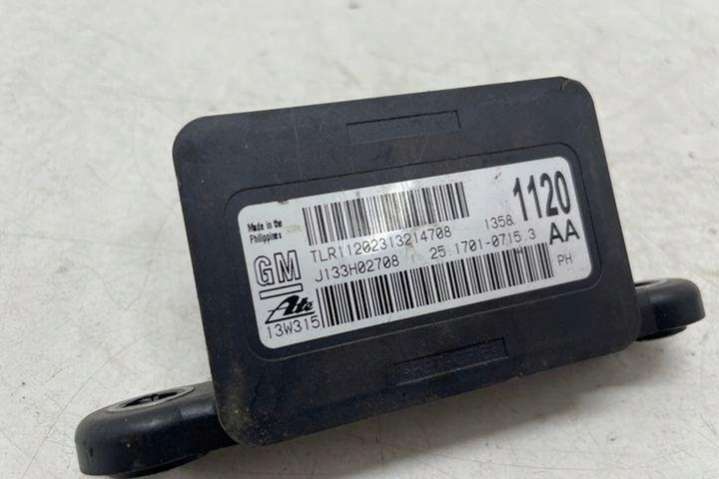 Made in the
Philippines
TLR11202313214708
1358 1120
GM
J133H02708
25.1701-0715.3
AA
Ate
13W315
PH